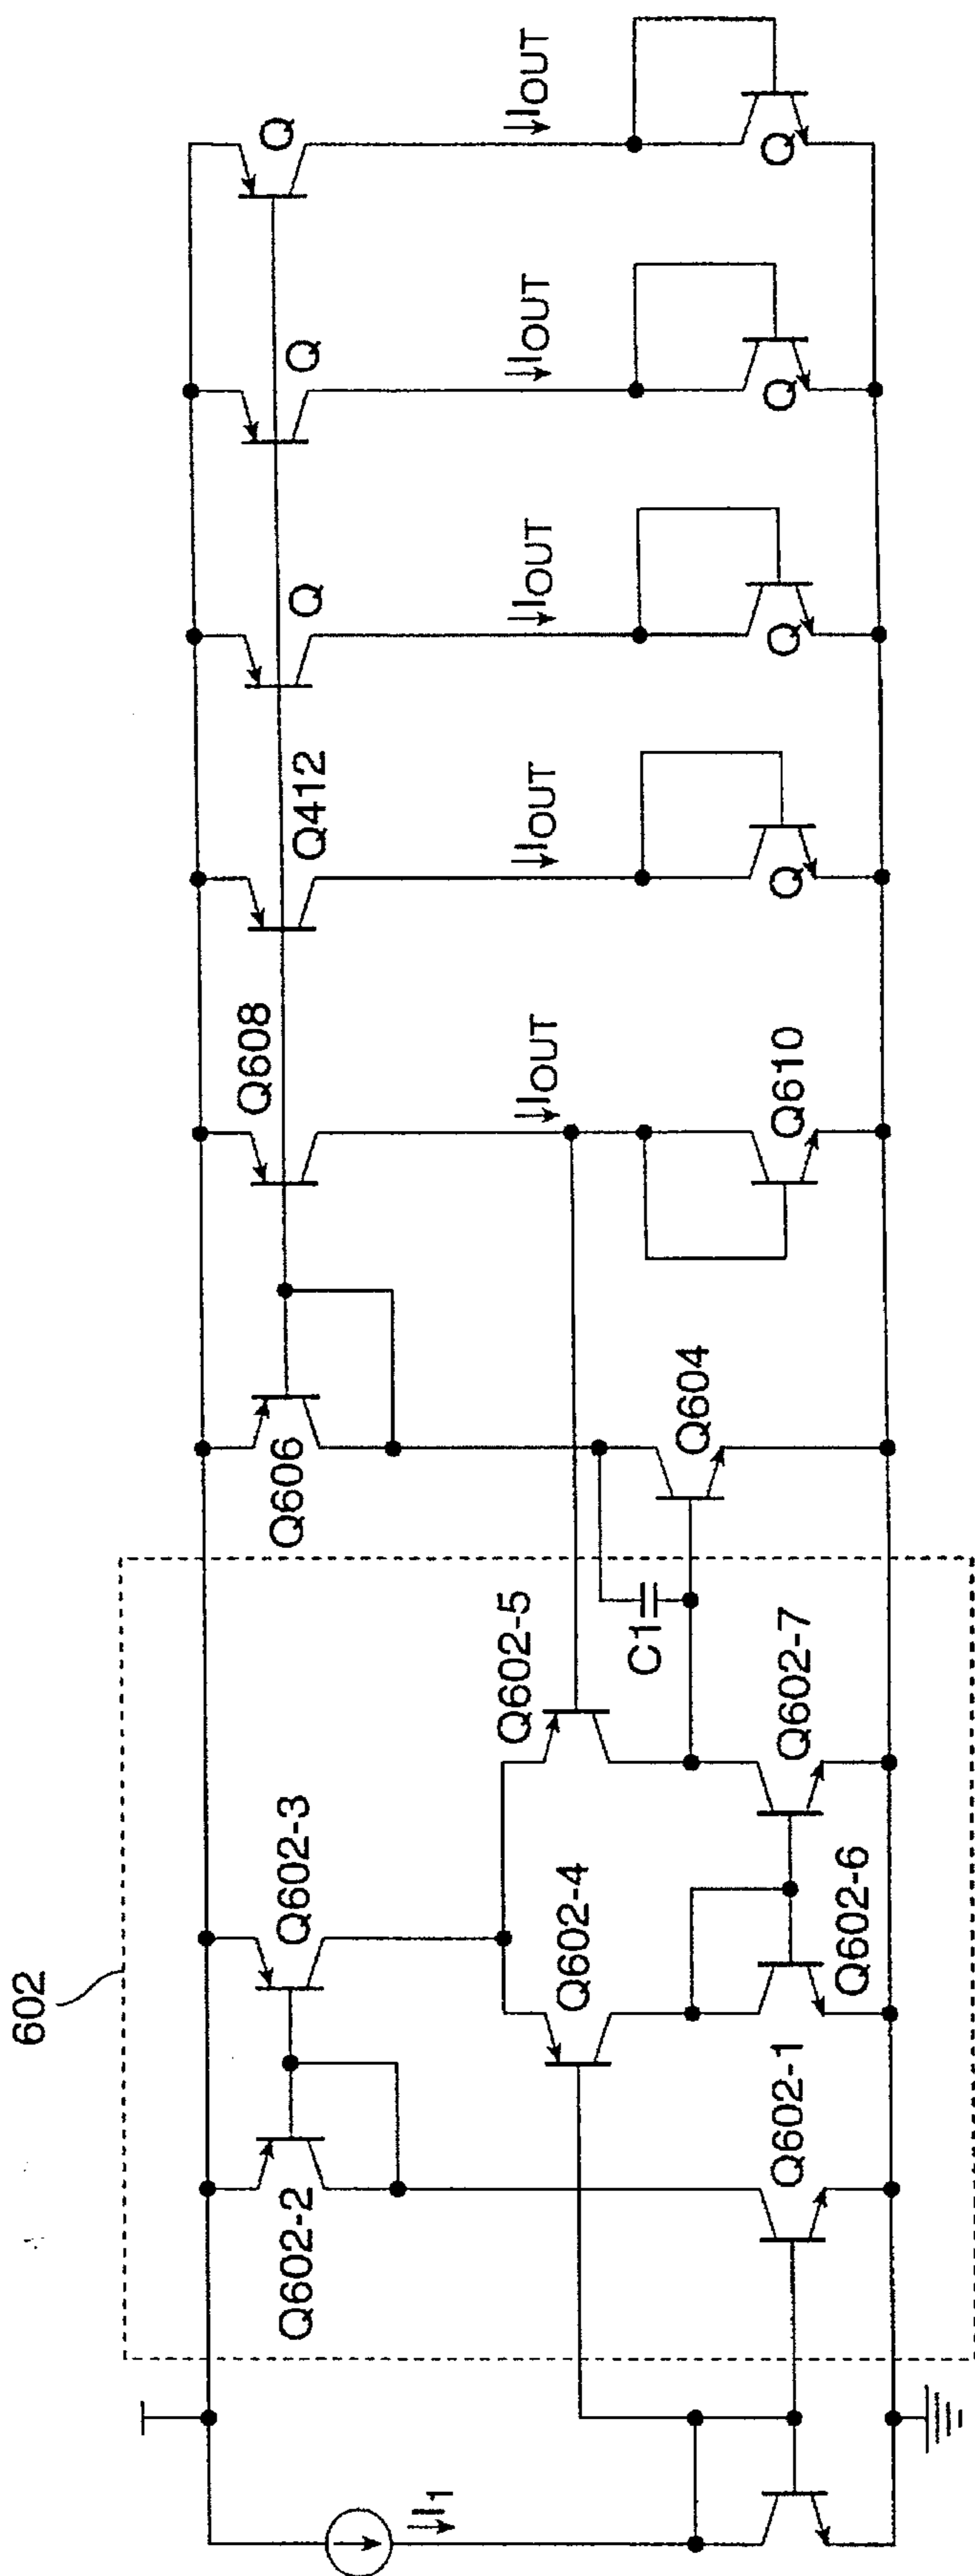 602
I1
Q602-2
Q602-3
Q602-4
Q602-5
Q602-1
Q602-6
Q602-7
C1
Q606
Q604
Q608
IOUT
Q610
Q412
IOUT
Q
Q
IOUT
Q
Q
IOUT
Q
Q
IOUT
Q